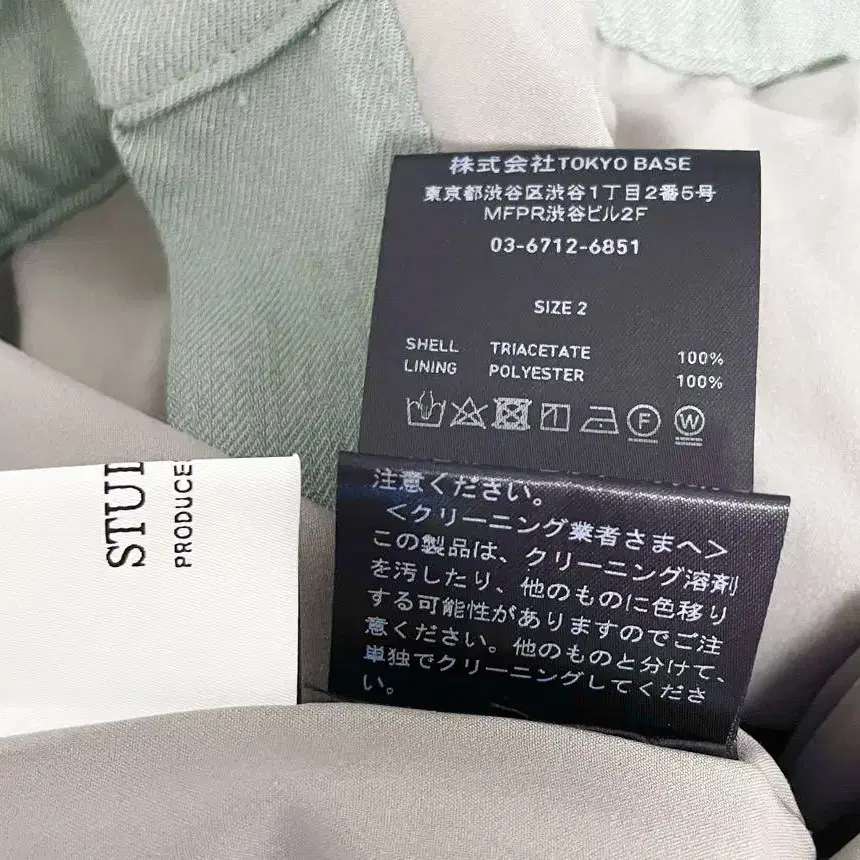 株式会社TOKYO BASE
東京都渋谷区渋谷1丁目2番5号
MFPR渋谷ビル2F
03-6712-6851
SIZE 2
SHELL TRIACETATE 100%
LINING POLYESTER 100%
F W
注意ください。
<クリーニング業者さまへ>
この製品は、クリーニング溶剤
を汚したり、他のものに色移り
する可能性がありますのでご注
意ください。他のものと分けて、
単独でクリーニングしてくださ
い。
STUD
PRODUCE